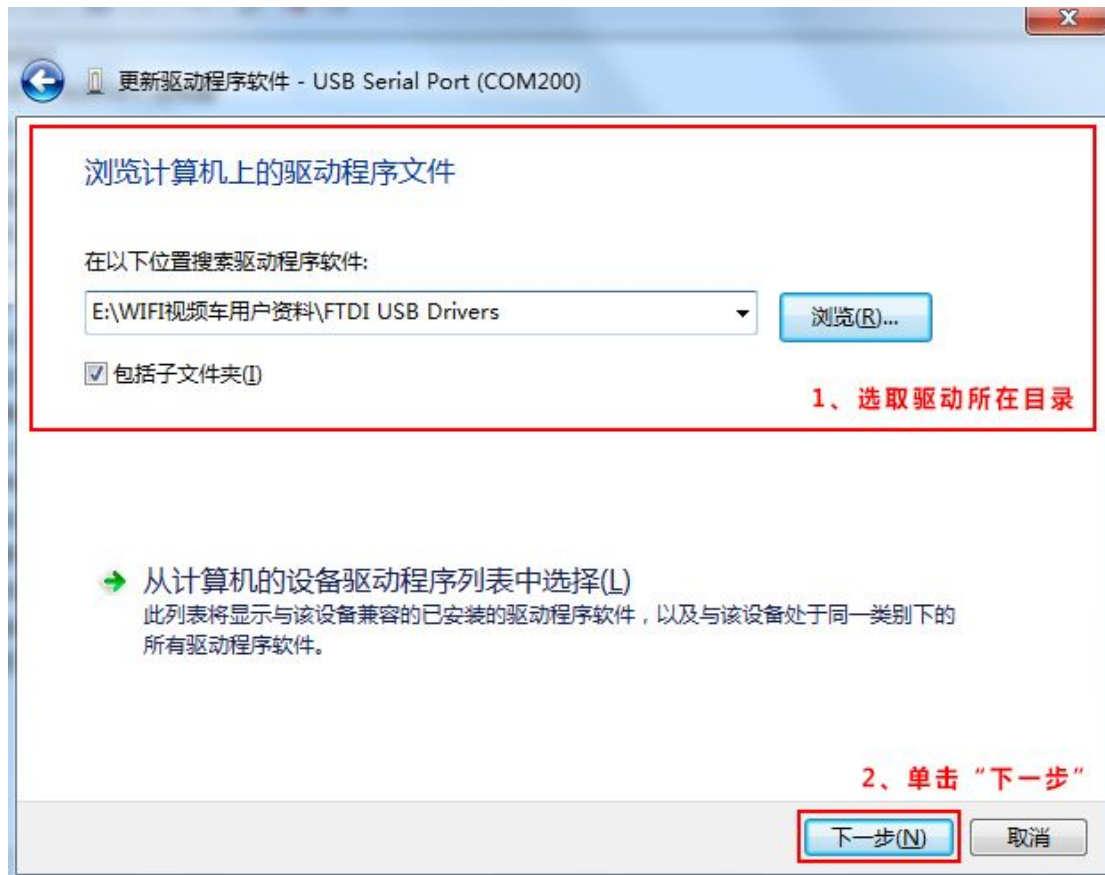 更新驱动程序软件 - USB Serial Port (COM200)
浏览计算机上的驱动程序文件
在以下位置搜索驱动程序软件:
E:\WIFI视频车用户资料\FTDI USB Drivers
浏览(R)...
包括子文件夹(I)
1、选取驱动所在目录
从计算机的设备驱动程序列表中选择(L)
此列表将显示与该设备兼容的已安装的驱动程序软件，以及与该设备处于同一类别下的
所有驱动程序软件。
2、单击“下一步”
下一步(N)
取消